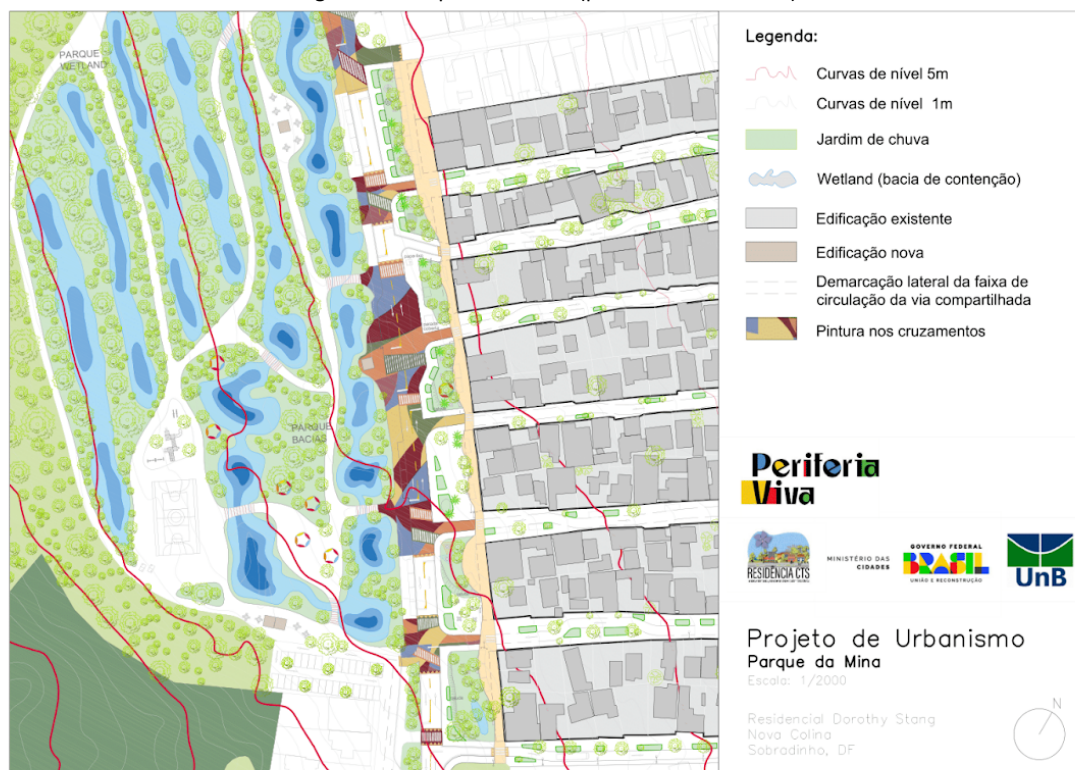 PARQUE
WETLAND
PARQUE
BACIAS
Legenda:
Curvas de nível 5m
Curvas de nível 1m
Jardim de chuva
Wetland (bacia de contenção)
Edificação existente
Edificação nova
Demarcação lateral da faixa de
circulação da via compartilhada
Pintura nos cruzamentos
Periferia
Viva
RESIDÊNCIA CTS
MINISTÉRIO DAS
CIDADES
GOVERNO FEDERAL
BRASIL
UNIÃO E RECONSTRUÇÃO
UnB
Projeto de Urbanismo
Parque da Mina
Escala: 1/2000
Residencial Dorothy Stang
Nova Colina
Sobradinho, DF
N